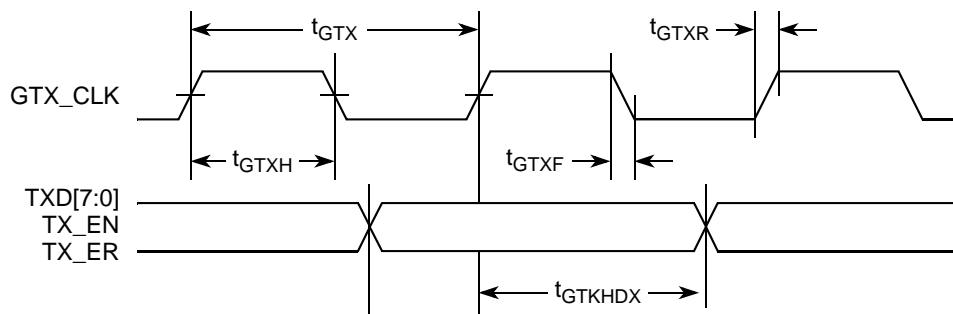 tGTX
tGTXR
GTX_CLK
tGTXH
tGTXF
TXD[7:0]
TX_EN
TX_ER
tGTKHDX